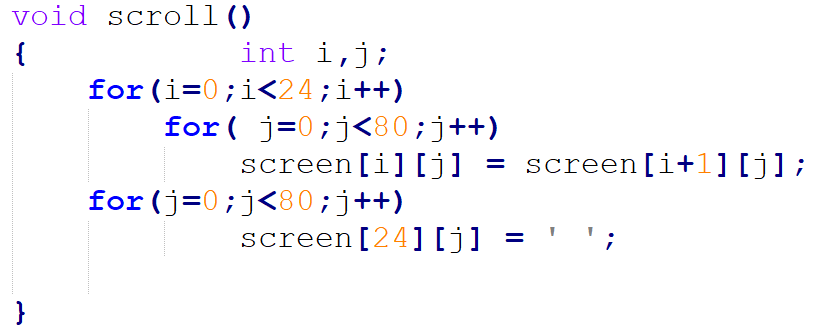 void scroll()
{           int i,j;
    for(i=0;i<24;i++)
        for( j=0;j<80;j++)
            screen[i][j] = screen[i+1][j];
    for(j=0;j<80;j++)
            screen[24][j] = ' ';
}